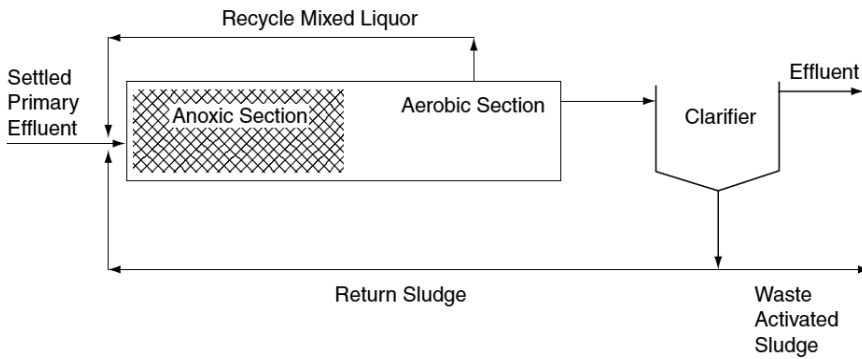 Recycle Mixed Liquor
Settled
Primary
Effluent
Anoxic Section
Aerobic Section
Clarifier
Effluent
Return Sludge
Waste
Activated
Sludge